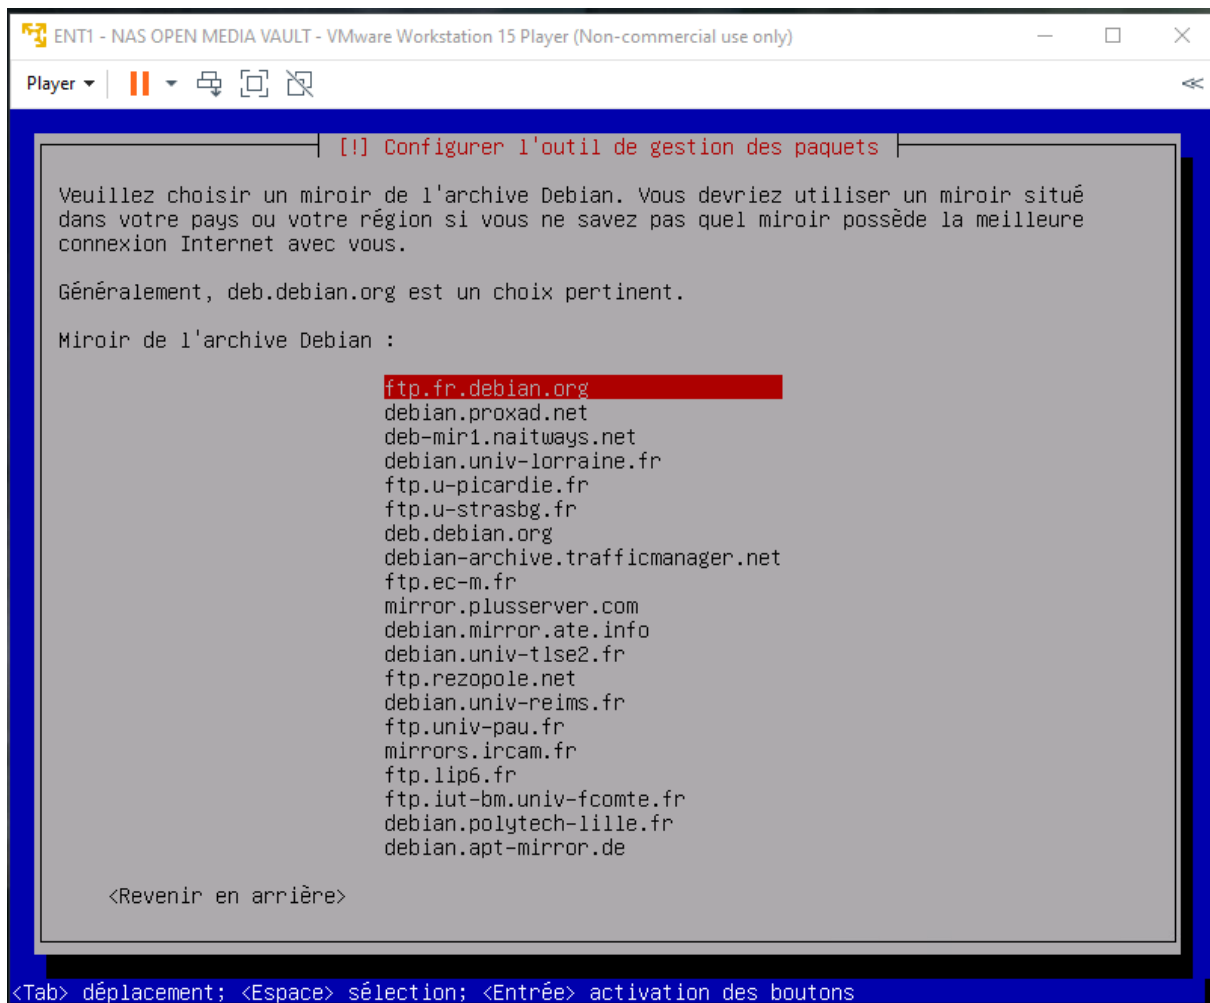 ENT1 - NAS OPEN MEDIA VAULT - VMware Workstation 15 Player (Non-commercial use only)
Player
[!] Configurer l'outil de gestion des paquets
Veuillez choisir un miroir de l'archive Debian. Vous devriez utiliser un miroir situé
dans votre pays ou votre région si vous ne savez pas quel miroir possède la meilleure
connexion Internet avec vous.
Généralement, deb.debian.org est un choix pertinent.
Miroir de l'archive Debian :
ftp.fr.debian.org
debian.proxad.net
deb-mir1.naitways.net
debian.univ-lorraine.fr
ftp.u-picardie.fr
ftp.u-strasbg.fr
deb.debian.org
debian-archive.trafficmanager.net
ftp.ec-m.fr
mirror.plusserver.com
debian.mirror.ate.info
debian.univ-tlse2.fr
ftp.rezopole.net
debian.univ-reims.fr
ftp.univ-pau.fr
mirrors.ircam.fr
ftp.lip6.fr
ftp.iut-bm.univ-fcomte.fr
debian.polytech-lille.fr
debian.apt-mirror.de
<Revenir en arrière>
<Tab> déplacement; <Espace> sélection; <Entrée> activation des boutons